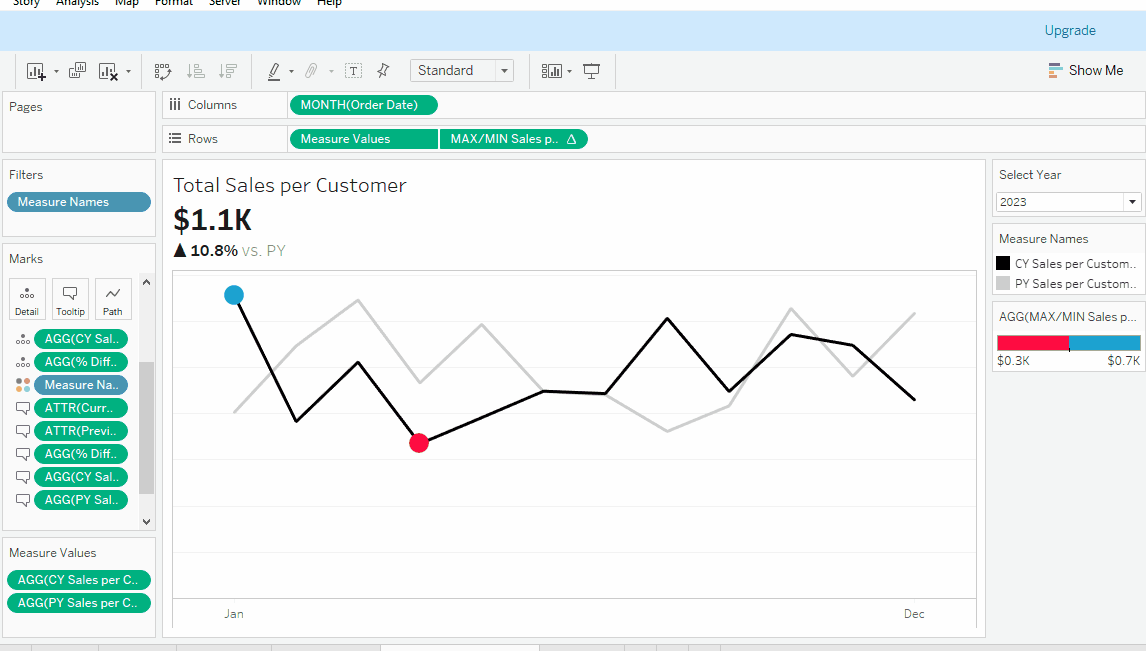 Story Analysis Map Format Server Window Help
Upgrade
T Standard Show Me
Pages
Columns MONTH(Order Date)
Rows Measure Values MAX/MIN Sales p.. Δ
Filters
Measure Names
Marks
Detail Tooltip Path
AGG(CY Sal..
AGG(% Diff..
Measure Na..
ATTR(Curr..
ATTR(Previ..
AGG(% Diff..
AGG(CY Sal..
AGG(PY Sal..
Measure Values
AGG(CY Sales per C..
AGG(PY Sales per C..
Total Sales per Customer
$1.1K
▲ 10.8% vs. PY
Jan Dec
Select Year
2023
Measure Names
CY Sales per Custom..
PY Sales per Custom..
AGG(MAX/MIN Sales p...
$0.3K $0.7K